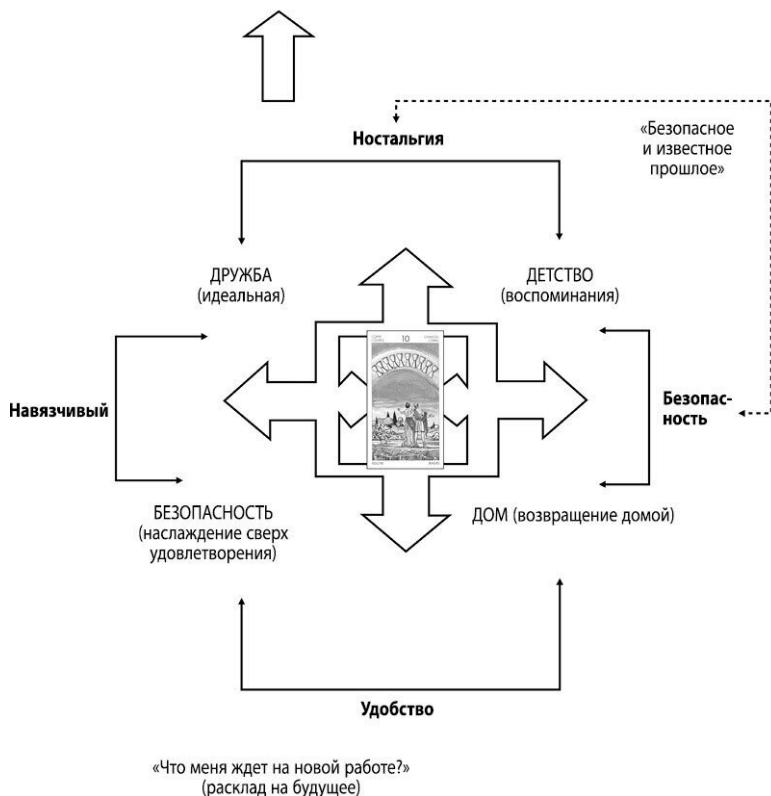 Ностальгия
«Безопасное
и известное
прошлое»
ДРУЖБА
(идеальная)
ДЕТСТВО
(воспоминания)
10
Навязчивый
Безопас-
ность
БЕЗОПАСНОСТЬ
(наслаждение сверх
удовлетворения)
ДОМ (возвращение домой)
Удобство
«Что меня ждет на новой работе?»
(расклад на будущее)